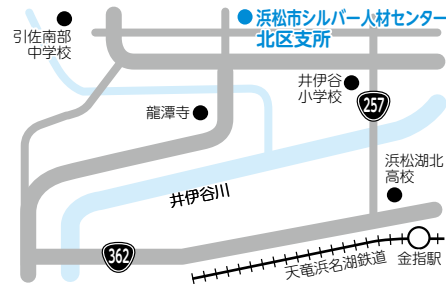 浜松市シルバー人材センター
北区支所
引佐南部
中学校
井伊谷
小学校
257
龍潭寺
浜松湖北
高校
井伊谷川
362
天竜浜名湖鉄道
金指駅